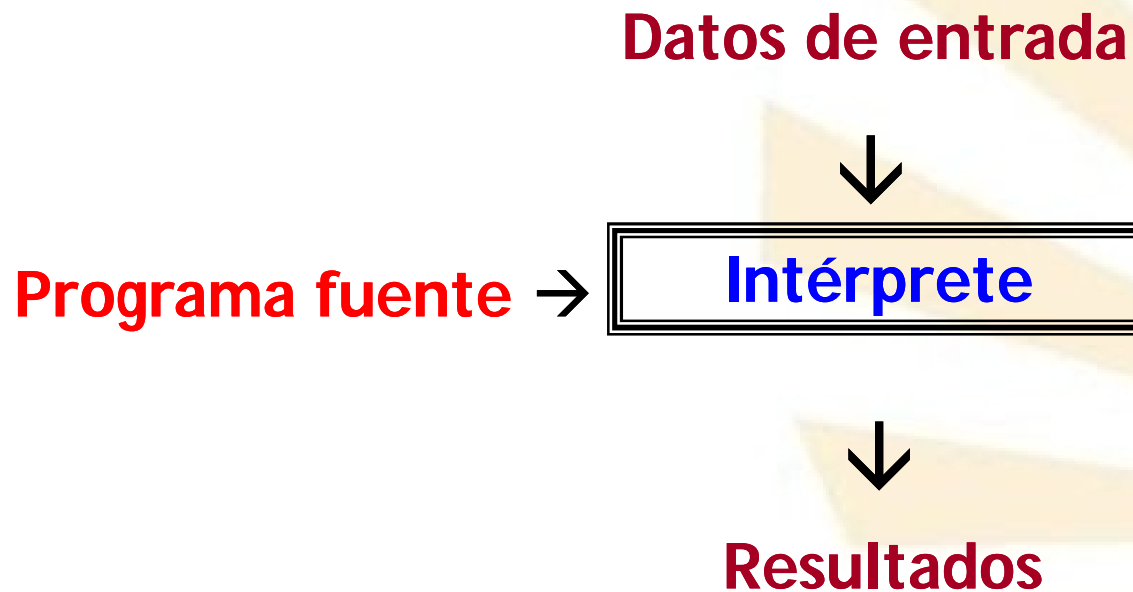 Datos de entrada
↓
Programa fuente → Intérprete
↓
Resultados